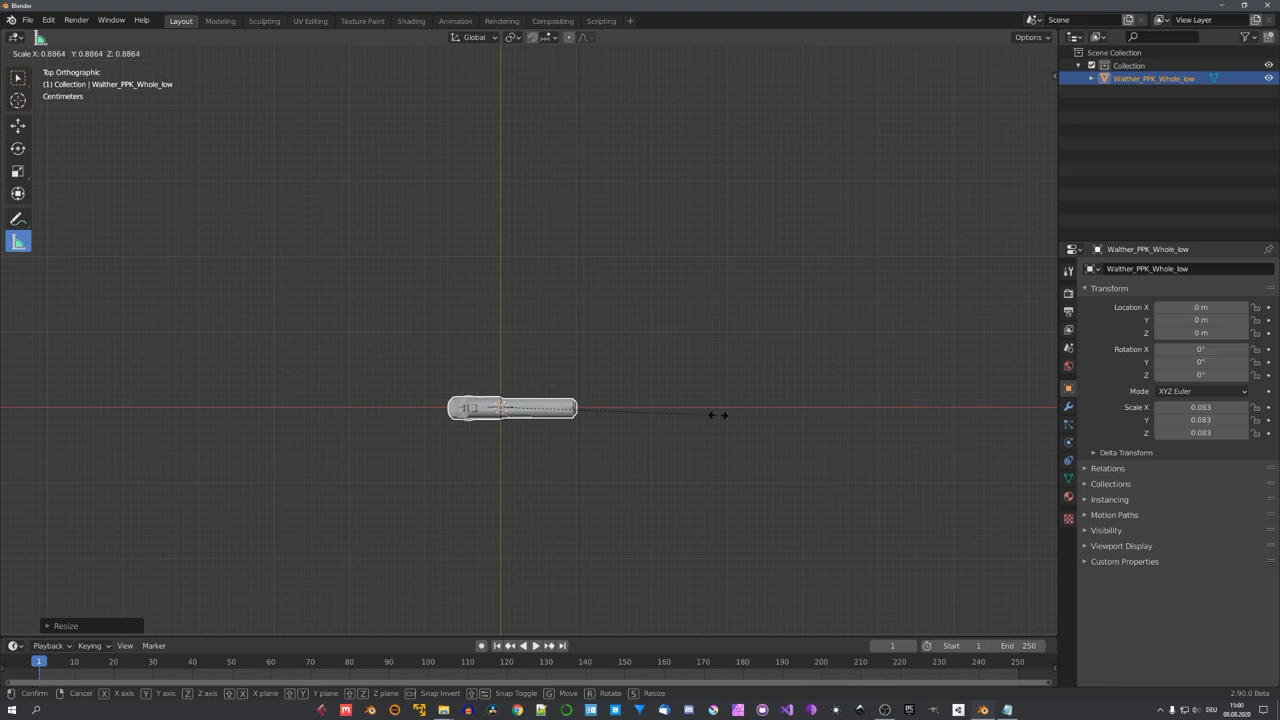 Blender
File Edit Render Window Help Layout Modeling Sculpting UV Editing Texture Paint Shading Animation Rendering Compositing Scripting + Scene View Layer
Global Options
Scale X: 0.8864 Y: 0.8864 Z: 0.8864
Top Orthographic
(1) Collection | Walther_PPK_Whole_low
Centimeters
Scene Collection
Collection
Walther_PPK_Whole_low
Walther_PPK_Whole_low
Walther_PPK_Whole_low
Transform
Location X 0 m
Y 0 m
Z 0 m
Rotation X 0°
Y 0°
Z 0°
Mode XYZ Euler
Scale X 0.083
Y 0.083
Z 0.083
Delta Transform
Relations
Collections
Instancing
Motion Paths
Visibility
Viewport Display
Custom Properties
Resize
Playback Keying View Marker 1 Start 1 End 250
1 10 20 30 40 50 60 70 80 90 100 110 120 130 140 150 160 170 180 190 200 210 220 230 240 250
Confirm Cancel X X axis Y Y axis Z Z axis X X plane Y Y plane Z Z plane Ctrl Snap Invert Snap Toggle G Move R Rotate S Resize 2.90.0 Beta
DEU 15:00
08.08.2020